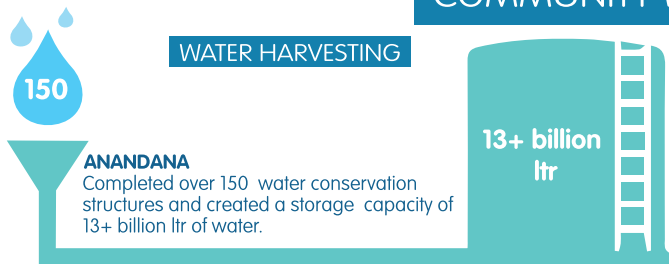 COMMUNITY
WATER HARVESTING
150
13+ billion
ltr
ANANDANA
Completed over 150 water conservation
structures and created a storage capacity of
13+ billion ltr of water.